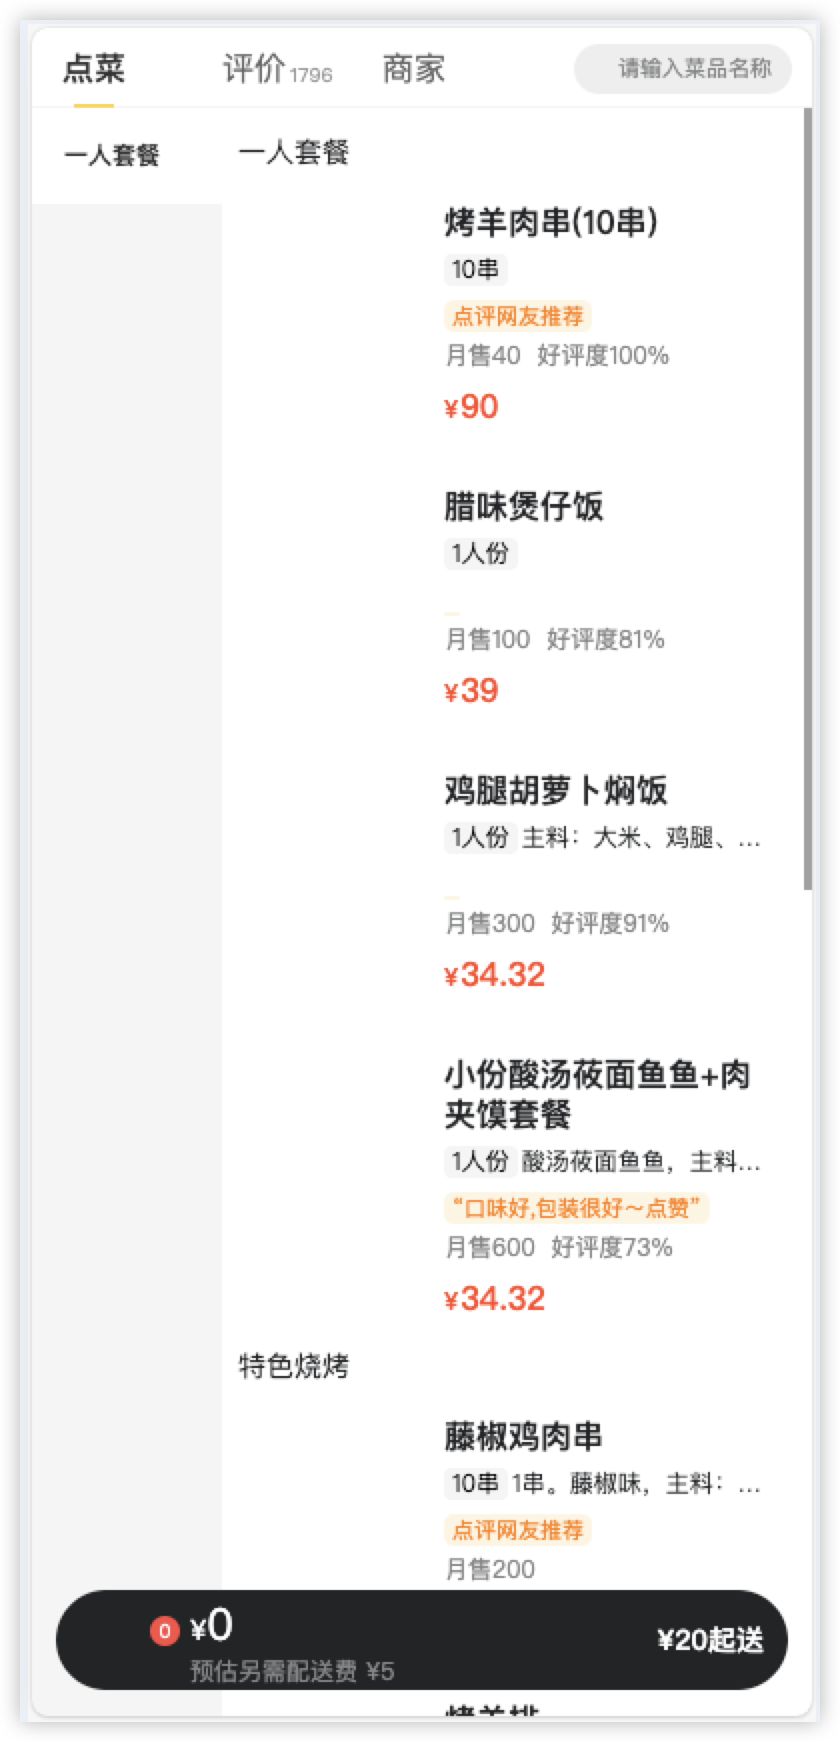 点菜 评价 1796 商家 请输入菜品名称
一人套餐 一人套餐
烤羊肉串(10串)
10串
点评网友推荐
月售40 好评度100%
¥90
腊味煲仔饭
1人份
月售100 好评度81%
¥39
鸡腿胡萝卜焖饭
1人份 主料：大米、鸡腿、...
月售300 好评度91%
¥34.32
小份酸汤莜面鱼鱼+肉
夹馍套餐
1人份 酸汤莜面鱼鱼，主料...
“口味好,包装很好～点赞”
月售600 好评度73%
¥34.32
特色烧烤
藤椒鸡肉串
10串 1串。藤椒味，主料：...
点评网友推荐
月售200
0 ¥0 ¥20起送
预估另需配送费 ¥5